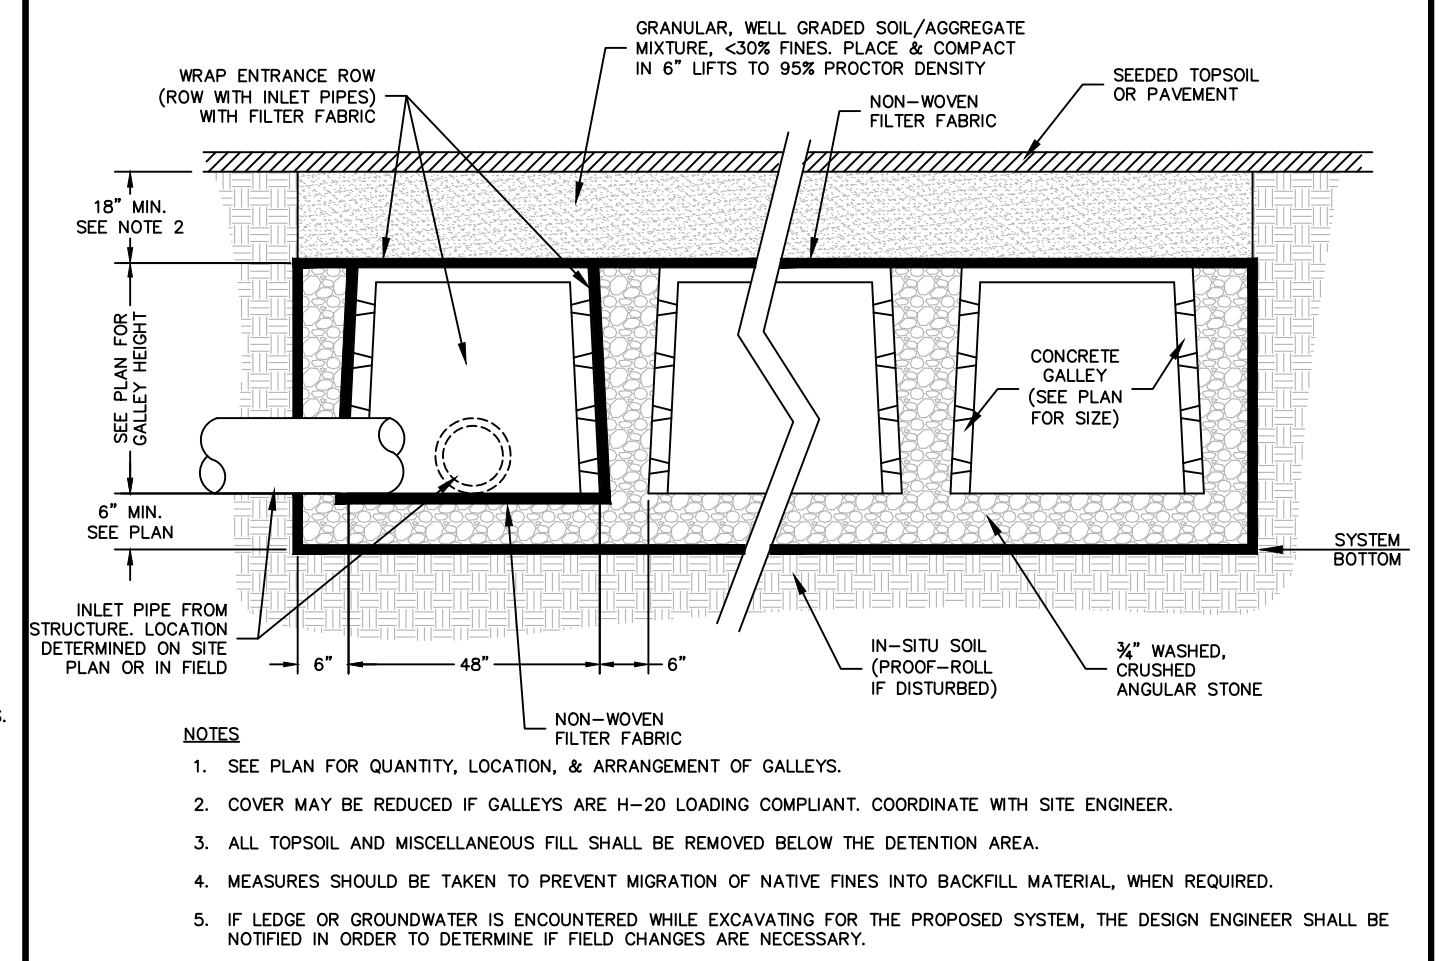 GRANULAR, WELL GRADED SOIL/AGGREGATE
MIXTURE, <30% FINES. PLACE & COMPACT
IN 6" LIFTS TO 95% PROCTOR DENSITY
WRAP ENTRANCE ROW
(ROW WITH INLET PIPES)
WITH FILTER FABRIC
NON-WOVEN
FILTER FABRIC
SEEDED TOPSOIL
OR PAVEMENT
18" MIN.
SEE NOTE 2
SEE PLAN FOR
GALLEY HEIGHT
CONCRETE
GALLEY
(SEE PLAN
FOR SIZE)
6" MIN.
SEE PLAN
SYSTEM
BOTTOM
INLET PIPE FROM
STRUCTURE. LOCATION
DETERMINED ON SITE
PLAN OR IN FIELD
6"
48"
6"
IN-SITU SOIL
(PROOF-ROLL
IF DISTURBED)
¾" WASHED,
CRUSHED
ANGULAR STONE
NON-WOVEN
FILTER FABRIC
S.
NOTES
1. SEE PLAN FOR QUANTITY, LOCATION, & ARRANGEMENT OF GALLEYS.
2. COVER MAY BE REDUCED IF GALLEYS ARE H-20 LOADING COMPLIANT. COORDINATE WITH SITE ENGINEER.
3. ALL TOPSOIL AND MISCELLANEOUS FILL SHALL BE REMOVED BELOW THE DETENTION AREA.
4. MEASURES SHOULD BE TAKEN TO PREVENT MIGRATION OF NATIVE FINES INTO BACKFILL MATERIAL, WHEN REQUIRED.
5. IF LEDGE OR GROUNDWATER IS ENCOUNTERED WHILE EXCAVATING FOR THE PROPOSED SYSTEM, THE DESIGN ENGINEER SHALL BE
NOTIFIED IN ORDER TO DETERMINE IF FIELD CHANGES ARE NECESSARY.